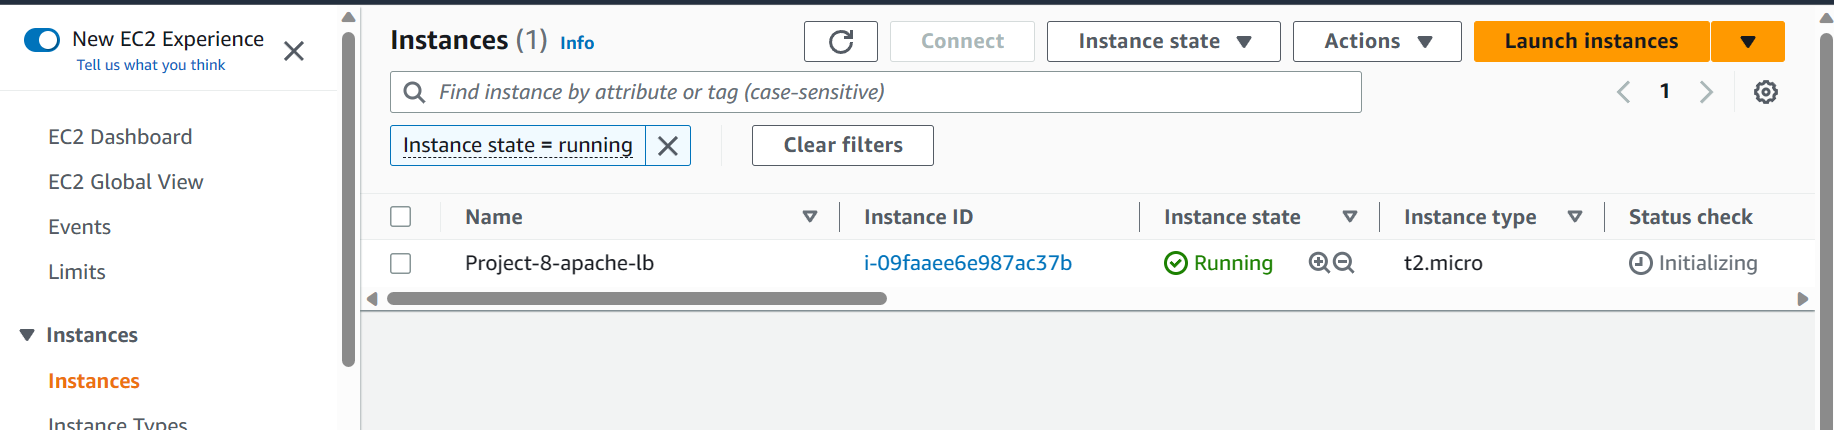 New EC2 Experience
Tell us what you think
EC2 Dashboard
EC2 Global View
Events
Limits
Instances
Instances
Instance Types
Instances (1) Info
Connect
Instance state
Actions
Launch instances
Find instance by attribute or tag (case-sensitive)
1
Instance state = running
Clear filters
Name Instance ID Instance state Instance type Status check
Project-8-apache-lb i-09faaee6e987ac37b Running t2.micro Initializing